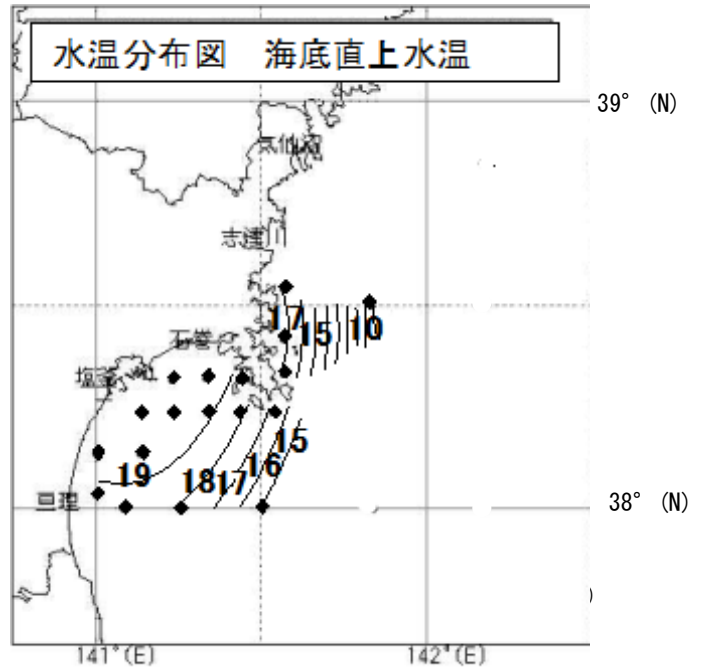 水温分布図　海底直上水温
39°（N）
気仙沼
志津川
17 15 10
石巻
塩釜
15
19 18 17 16
亘理
38°（N）
)
141°(E) 142°(E)